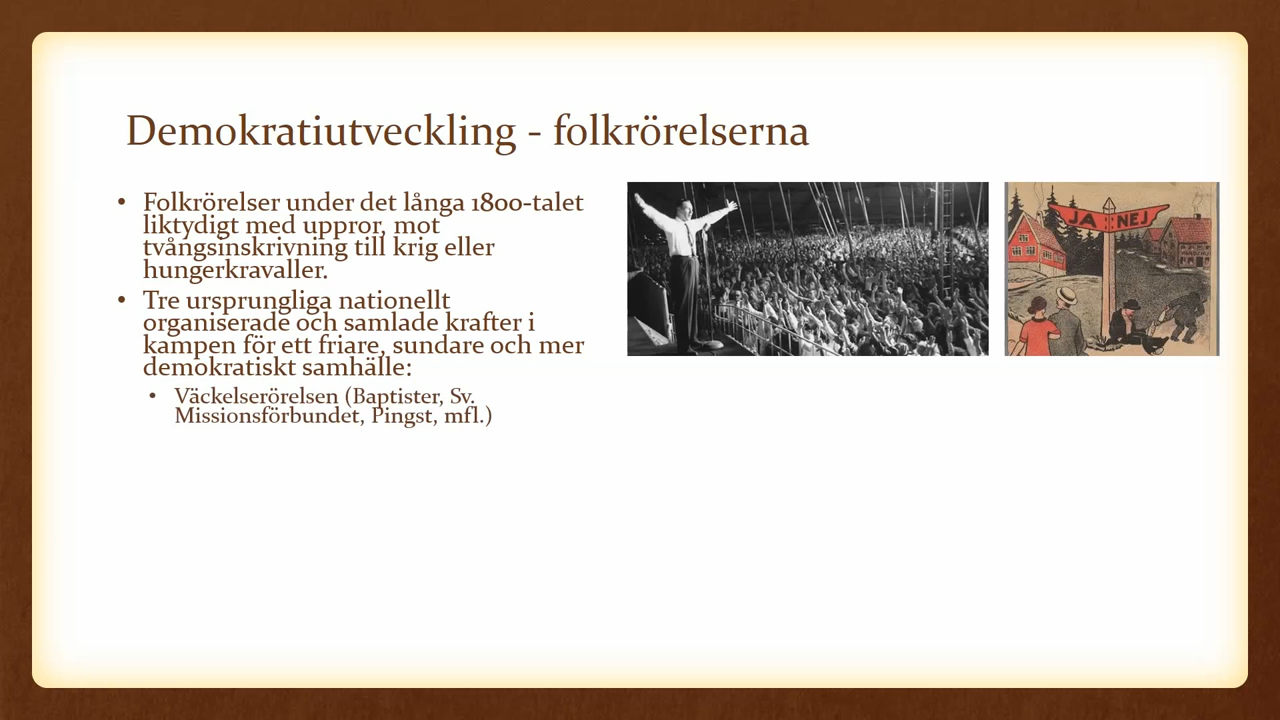 Demokratiutveckling - folkrörelserna
• Folkrörelser under det långa 1800-talet
liktydigt med uppror, mot
tvångsinskrivning till krig eller
hungerkravaller.
• Tre ursprungliga nationellt
organiserade och samlade krafter i
kampen för ett friare, sundare och mer
demokratiskt samhälle:
• Väckelserörelsen (Baptister, Sv.
Missionsförbundet, Pingst, mfl.)
JA NEJ